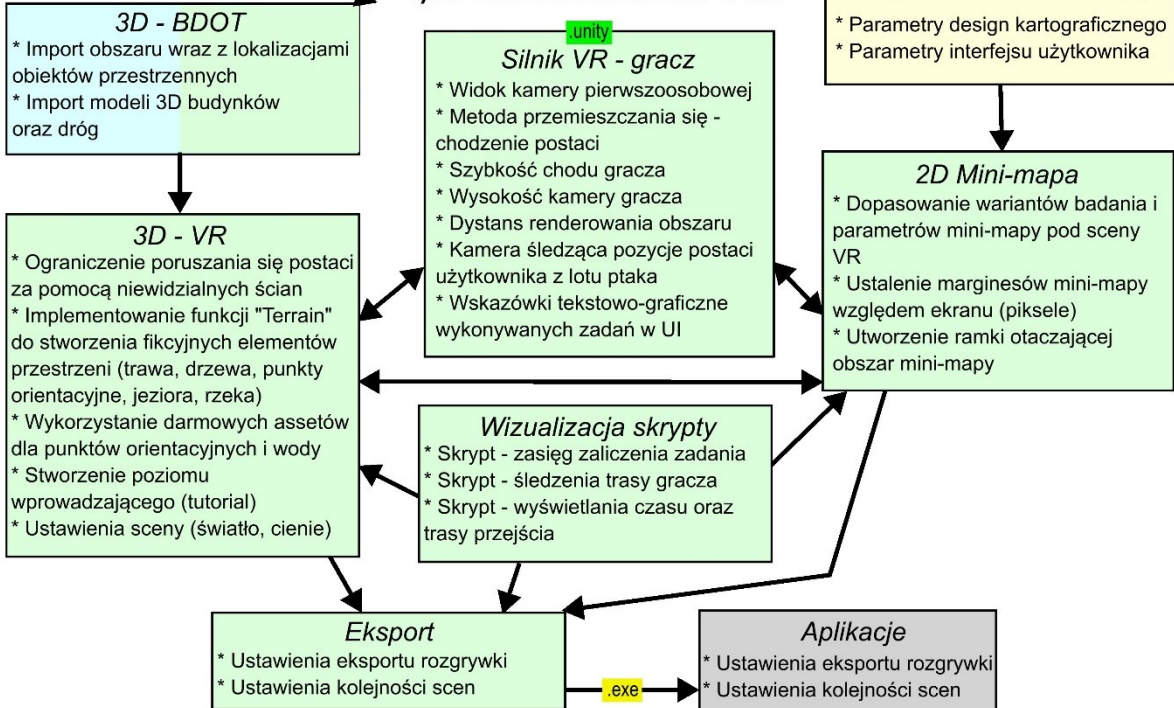 3D - BDOT
* Import obszaru wraz z lokalizacjami
obiektów przestrzennych
* Import modeli 3D budynków
oraz dróg
.unity
Silnik VR - gracz
* Widok kamery pierwszoosobowej
* Metoda przemieszczania się -
chodzenie postaci
* Szybkość chodu gracza
* Wysokość kamery gracza
* Dystans renderowania obszaru
* Kamera śledząca pozycje postaci
użytkownika z lotu ptaka
* Wskazówki tekstowo-graficzne
wykonywanych zadań w UI
* Parametry design kartograficznego
* Parametry interfejsu użytkownika
2D Mini-mapa
* Dopasowanie wariantów badania i
parametrów mini-mapy pod sceny
VR
* Ustalenie marginesów mini-mapy
względem ekranu (piksele)
* Utworzenie ramki otaczającej
obszar mini-mapy
3D - VR
* Ograniczenie poruszania się postaci
za pomocą niewidzialnych ścian
* Implementowanie funkcji "Terrain"
do stworzenia fikcyjnych elementów
przestrzeni (trawa, drzewa, punkty
orientacyjne, jeziora, rzeka)
* Wykorzystanie darmowych assetów
dla punktów orientacyjnych i wody
* Stworzenie poziomu
wprowadzającego (tutorial)
* Ustawienia sceny (światło, cienie)
Wizualizacja skrypty
* Skrypt - zasięg zaliczenia zadania
* Skrypt - śledzenia trasy gracza
* Skrypt - wyświetlania czasu oraz
trasy przejścia
Eksport
* Ustawienia eksportu rozgrywki
* Ustawienia kolejności scen
.exe
Aplikacje
* Ustawienia eksportu rozgrywki
* Ustawienia kolejności scen